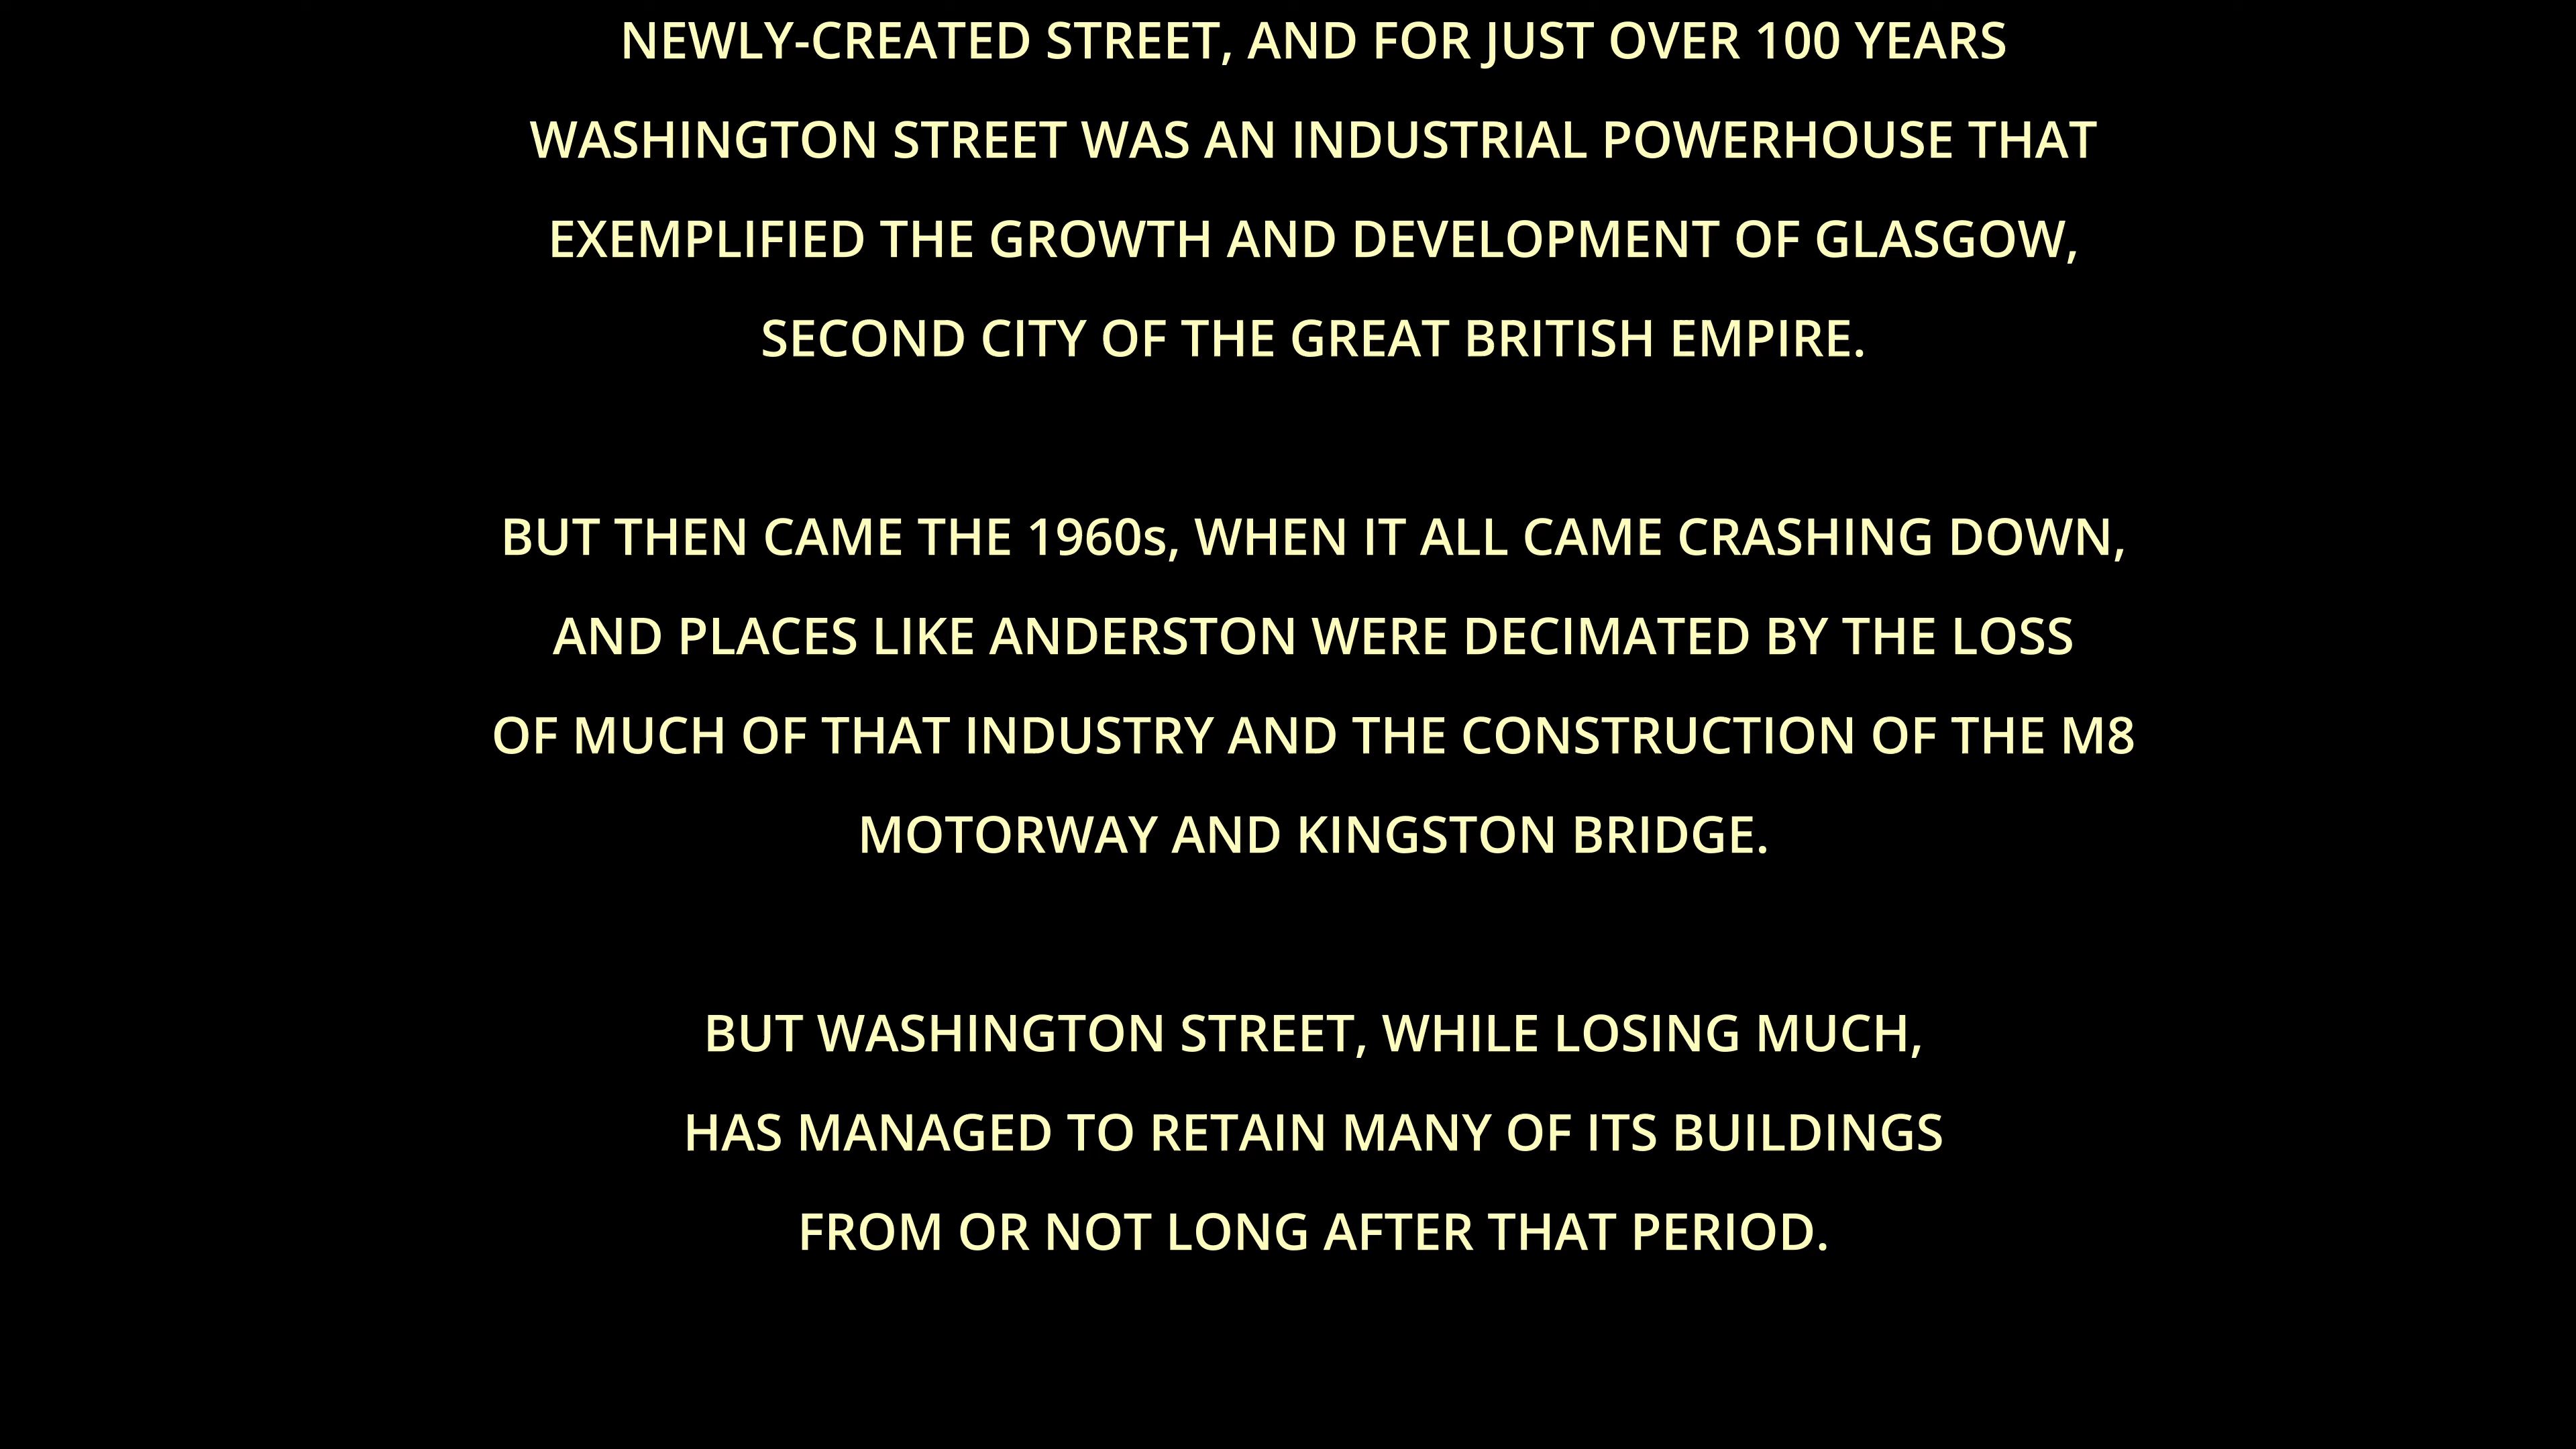 NEWLY-CREATED STREET, AND FOR JUST OVER 100 YEARS
WASHINGTON STREET WAS AN INDUSTRIAL POWERHOUSE THAT
EXEMPLIFIED THE GROWTH AND DEVELOPMENT OF GLASGOW,
SECOND CITY OF THE GREAT BRITISH EMPIRE.
BUT THEN CAME THE 1960s, WHEN IT ALL CAME CRASHING DOWN,
AND PLACES LIKE ANDERSTON WERE DECIMATED BY THE LOSS
OF MUCH OF THAT INDUSTRY AND THE CONSTRUCTION OF THE M8
MOTORWAY AND KINGSTON BRIDGE.
BUT WASHINGTON STREET, WHILE LOSING MUCH,
HAS MANAGED TO RETAIN MANY OF ITS BUILDINGS
FROM OR NOT LONG AFTER THAT PERIOD.